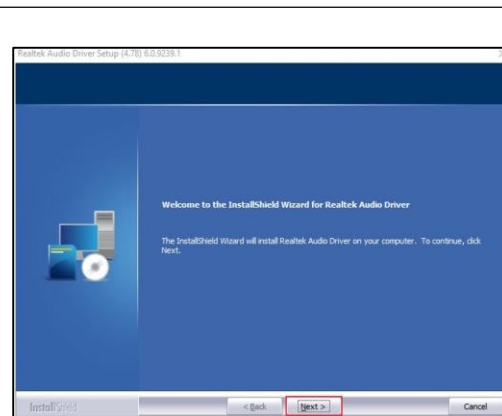 Realtek Audio Driver Setup (4.78) 6.0.9239.1
Welcome to the InstallShield Wizard for Realtek Audio Driver
The InstallShield Wizard will install Realtek Audio Driver on your computer. To continue, click
Next.
InstallShield
< Back
Next >
Cancel